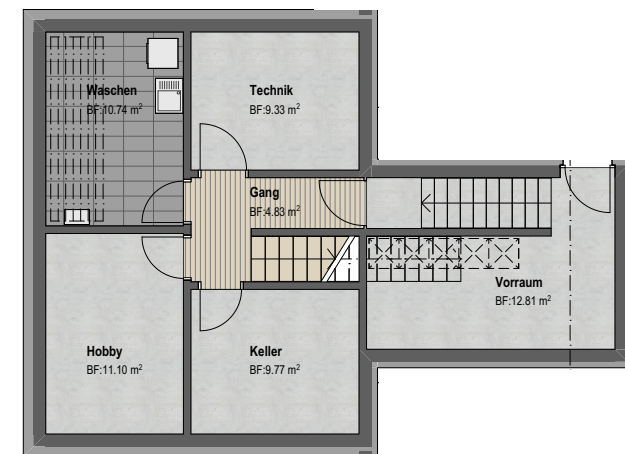 Waschen
BF:10.74 m²
Technik
BF:9.33 m²
Gang
BF:4.83 m²
Vorraum
BF:12.81 m²
Hobby
BF:11.10 m²
Keller
BF:9.77 m²